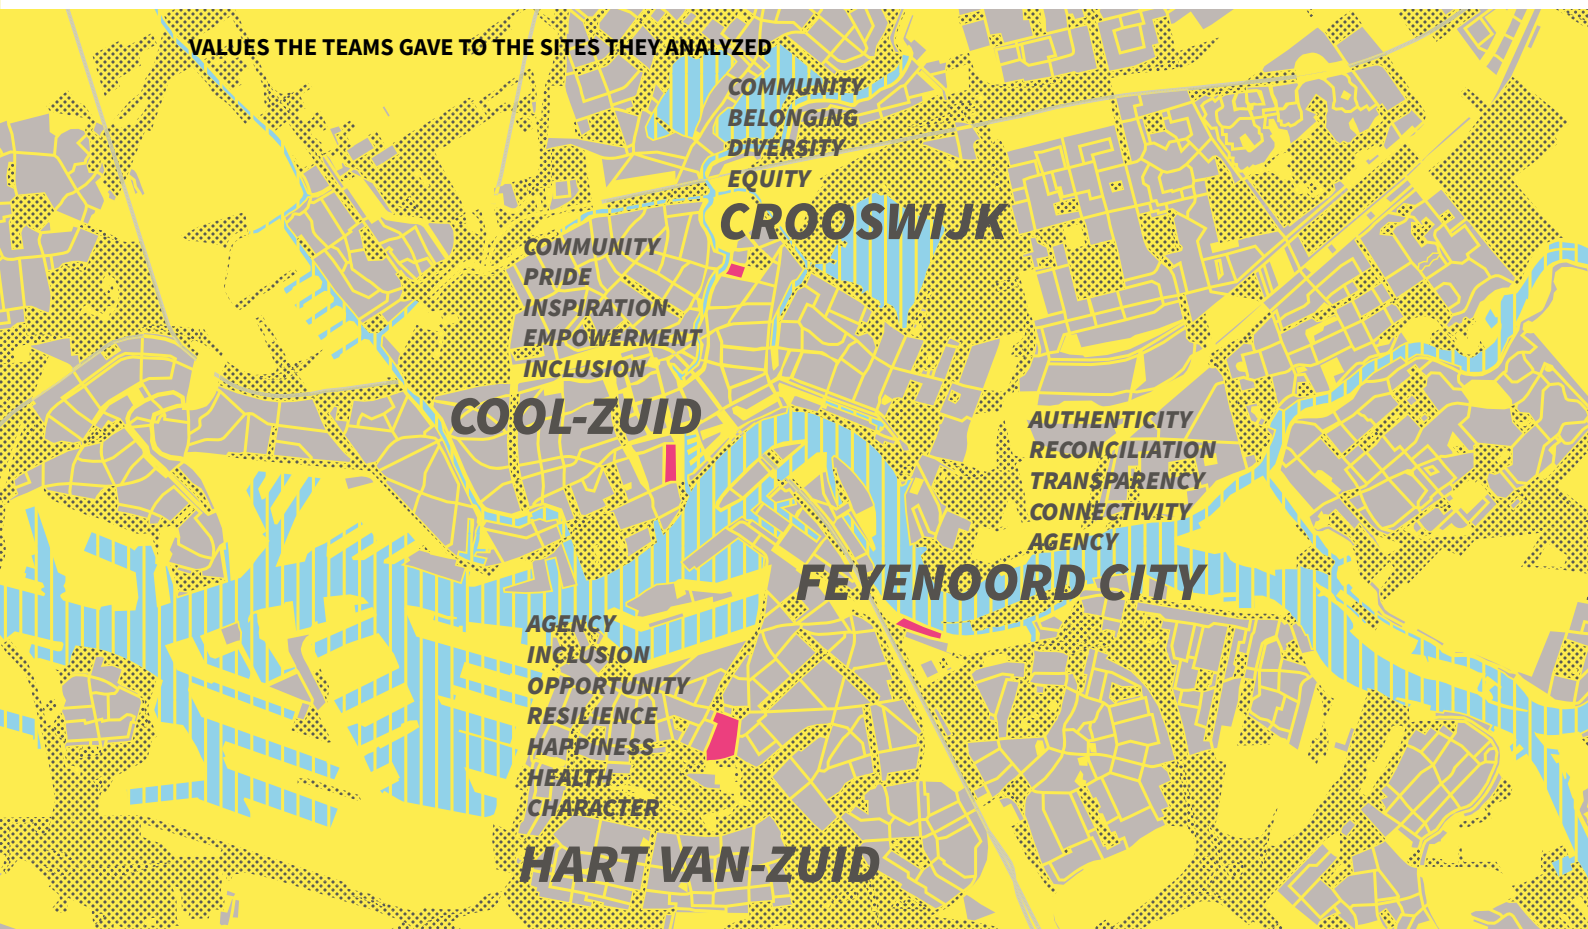 VALUES THE TEAMS GAVE TO THE SITES THEY ANALYZED
COMMUNITY
BELONGING
DIVERSITY
EQUITY
CROOSWIJK
COMMUNITY
PRIDE
INSPIRATION
EMPOWERMENT
INCLUSION
COOL-ZUID
AUTHENTICITY
RECONCILIATION
TRANSPARENCY
CONNECTIVITY
AGENCY
FEYENOORD CITY
AGENCY
INCLUSION
OPPORTUNITY
RESILIENCE
HAPPINESS
HEALTH
CHARACTER
HART VAN-ZUID